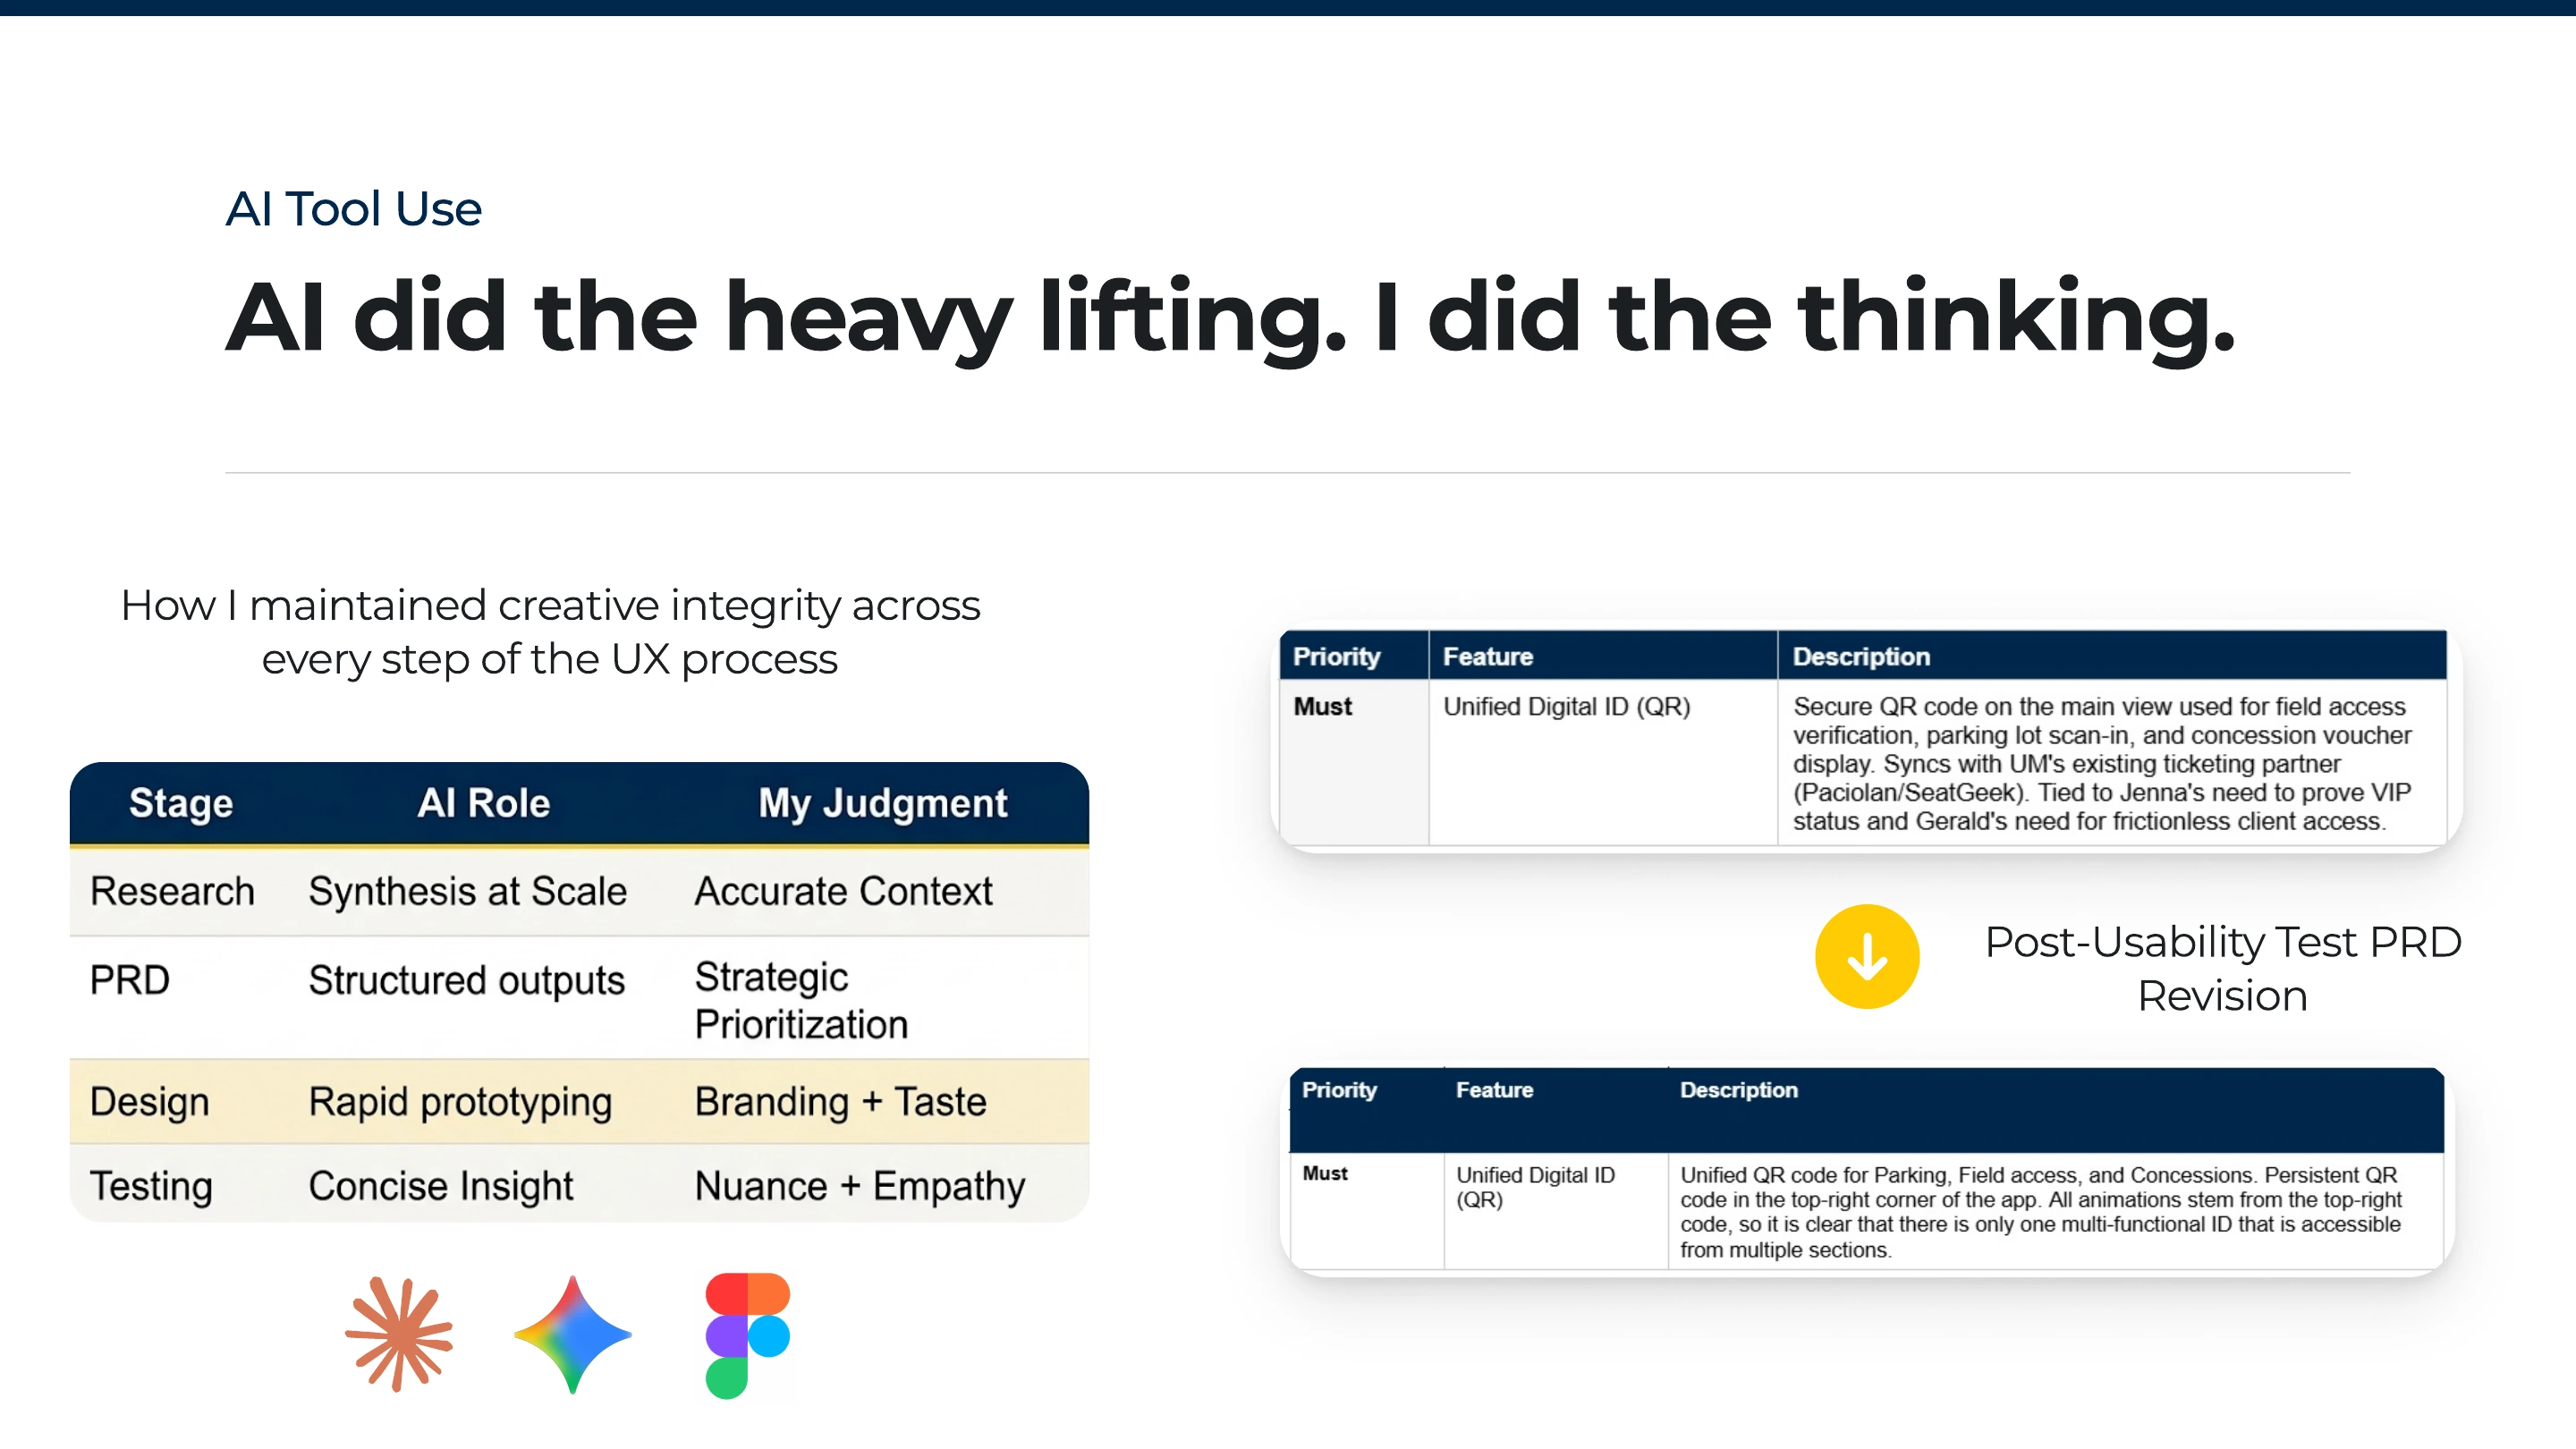 AI Tool Use
AI did the heavy lifting. I did the thinking.
How I maintained creative integrity across
every step of the UX process
Stage AI Role My Judgment
Research Synthesis at Scale Accurate Context
PRD Structured outputs Strategic
Prioritization
Design Rapid prototyping Branding + Taste
Testing Concise Insight Nuance + Empathy
Priority Feature Description
Must Unified Digital ID (QR) Secure QR code on the main view used for field access
verification, parking lot scan-in, and concession voucher
display. Syncs with UM's existing ticketing partner
(Paciolan/SeatGeek). Tied to Jenna's need to prove VIP
status and Gerald's need for frictionless client access.
Post-Usability Test PRD
Revision
Priority Feature Description
Must Unified Digital ID Unified QR code for Parking, Field access, and Concessions. Persistent QR
(QR) code in the top-right corner of the app. All animations stem from the top-right
code, so it is clear that there is only one multi-functional ID that is accessible
from multiple sections.